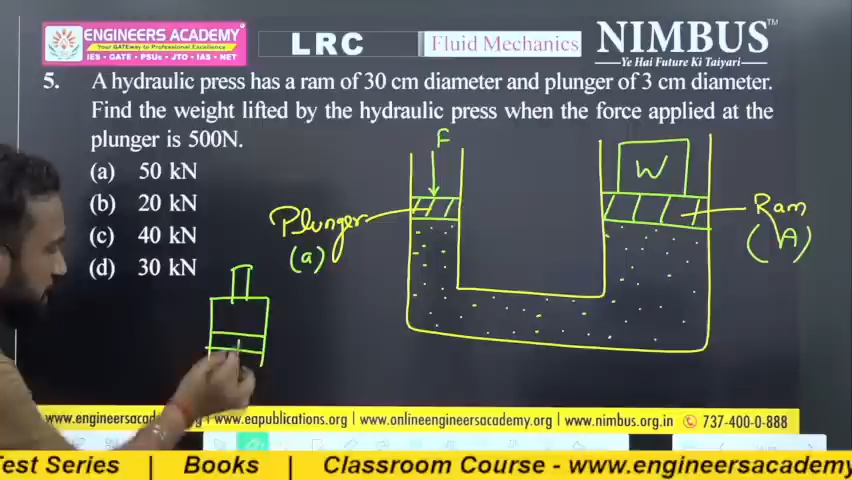 ENGINEERS ACADEMY
Your GATEway to Professional Excellence
IES • GATE • PSUs • JTO • IAS • NET
LRC
Fluid Mechanics
NIMBUS™
Ye Hai Future Ki Taiyari
5. A hydraulic press has a ram of 30 cm diameter and plunger of 3 cm diameter.
Find the weight lifted by the hydraulic press when the force applied at the
plunger is 500N.
(a) 50 kN
(b) 20 kN
(c) 40 kN
(d) 30 kN
F
W
Plunger
(a)
Ram
(A)
www.engineersacad | www.eapublications.org | www.onlineengineersacademy.org | www.nimbus.org.in 737-400-0-888
Test Series | Books | Classroom Course - www.engineersacademy